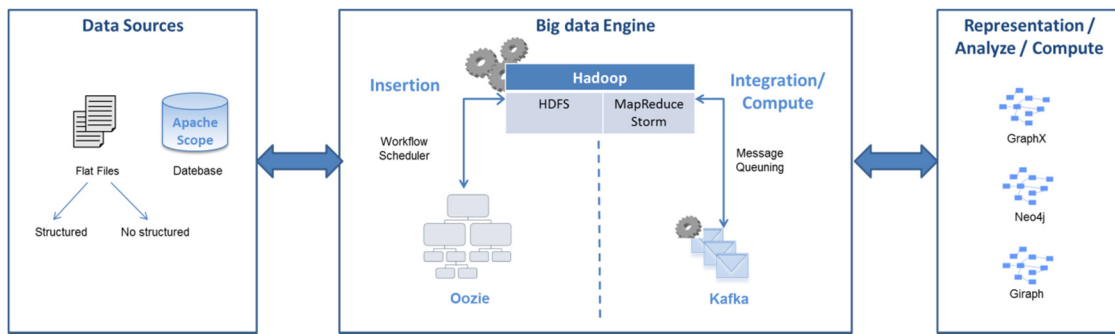 Data Sources
Apache
Scope
Flat Files
Datebase
Structured
No structured
Big data Engine
Insertion
Hadoop
HDFS
MapReduce
Storm
Integration/
Compute
Workflow
Scheduler
Message
Queuning
Oozie
Kafka
Representation /
Analyze / Compute
GraphX
Neo4j
Giraph